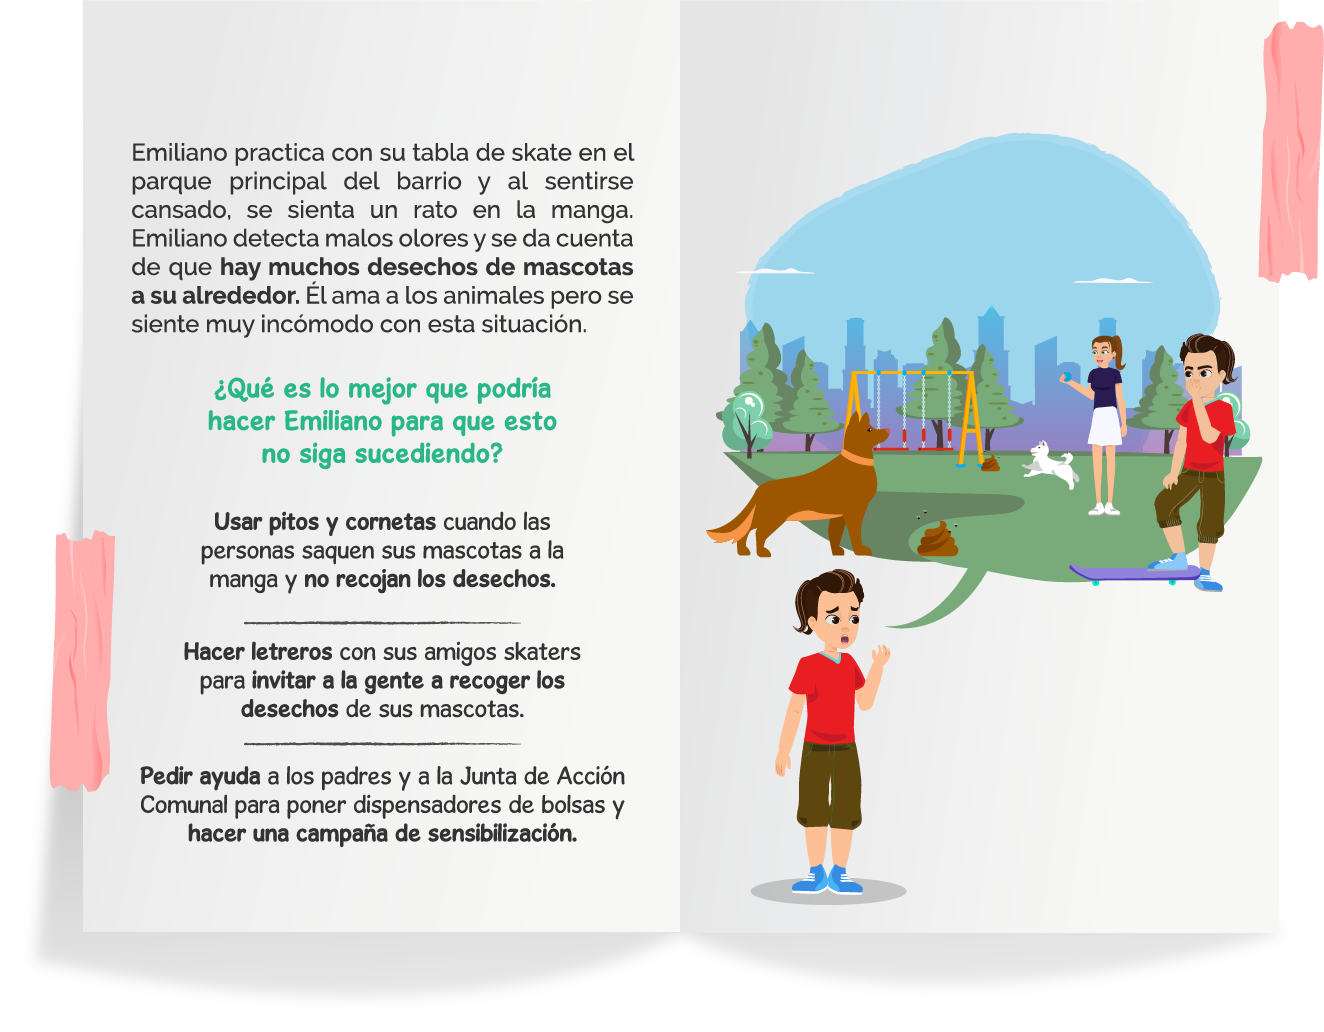 Emiliano practica con su tabla de skate en el
parque principal del barrio y al sentirse
cansado, se sienta un rato en la manga.
Emiliano detecta malos olores y se da cuenta
de que hay muchos desechos de mascotas
a su alrededor. Él ama a los animales pero se
siente muy incómodo con esta situación.
¿Qué es lo mejor que podría
hacer Emiliano para que esto
no siga sucediendo?
Usar pitos y cornetas cuando las
personas saquen sus mascotas a la
manga y no recojan los desechos.
Hacer letreros con sus amigos skaters
para invitar a la gente a recoger los
desechos de sus mascotas.
Pedir ayuda a los padres y a la Junta de Acción
Comunal para poner dispensadores de bolsas y
hacer una campaña de sensibilización.